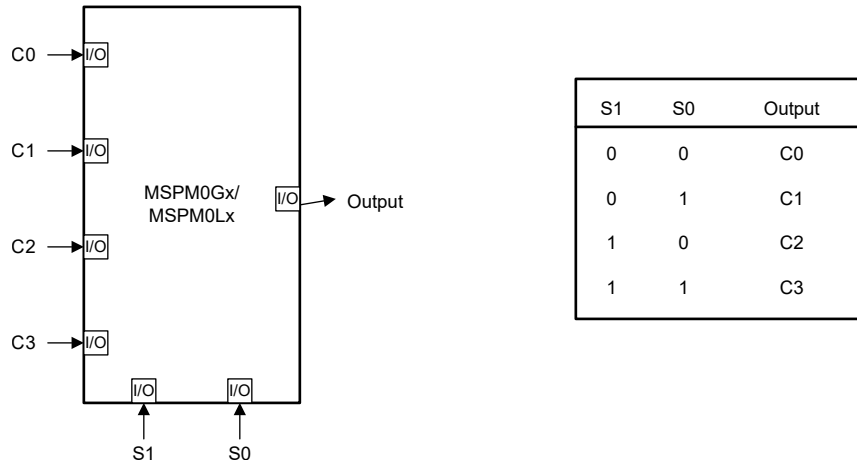 C0
I/O
C1
I/O
C2
I/O
C3
I/O
MSPM0Gx/
MSPM0Lx
I/O
Output
I/O
I/O
S1
S0
S1 S0 Output
0 0 C0
0 1 C1
1 0 C2
1 1 C3